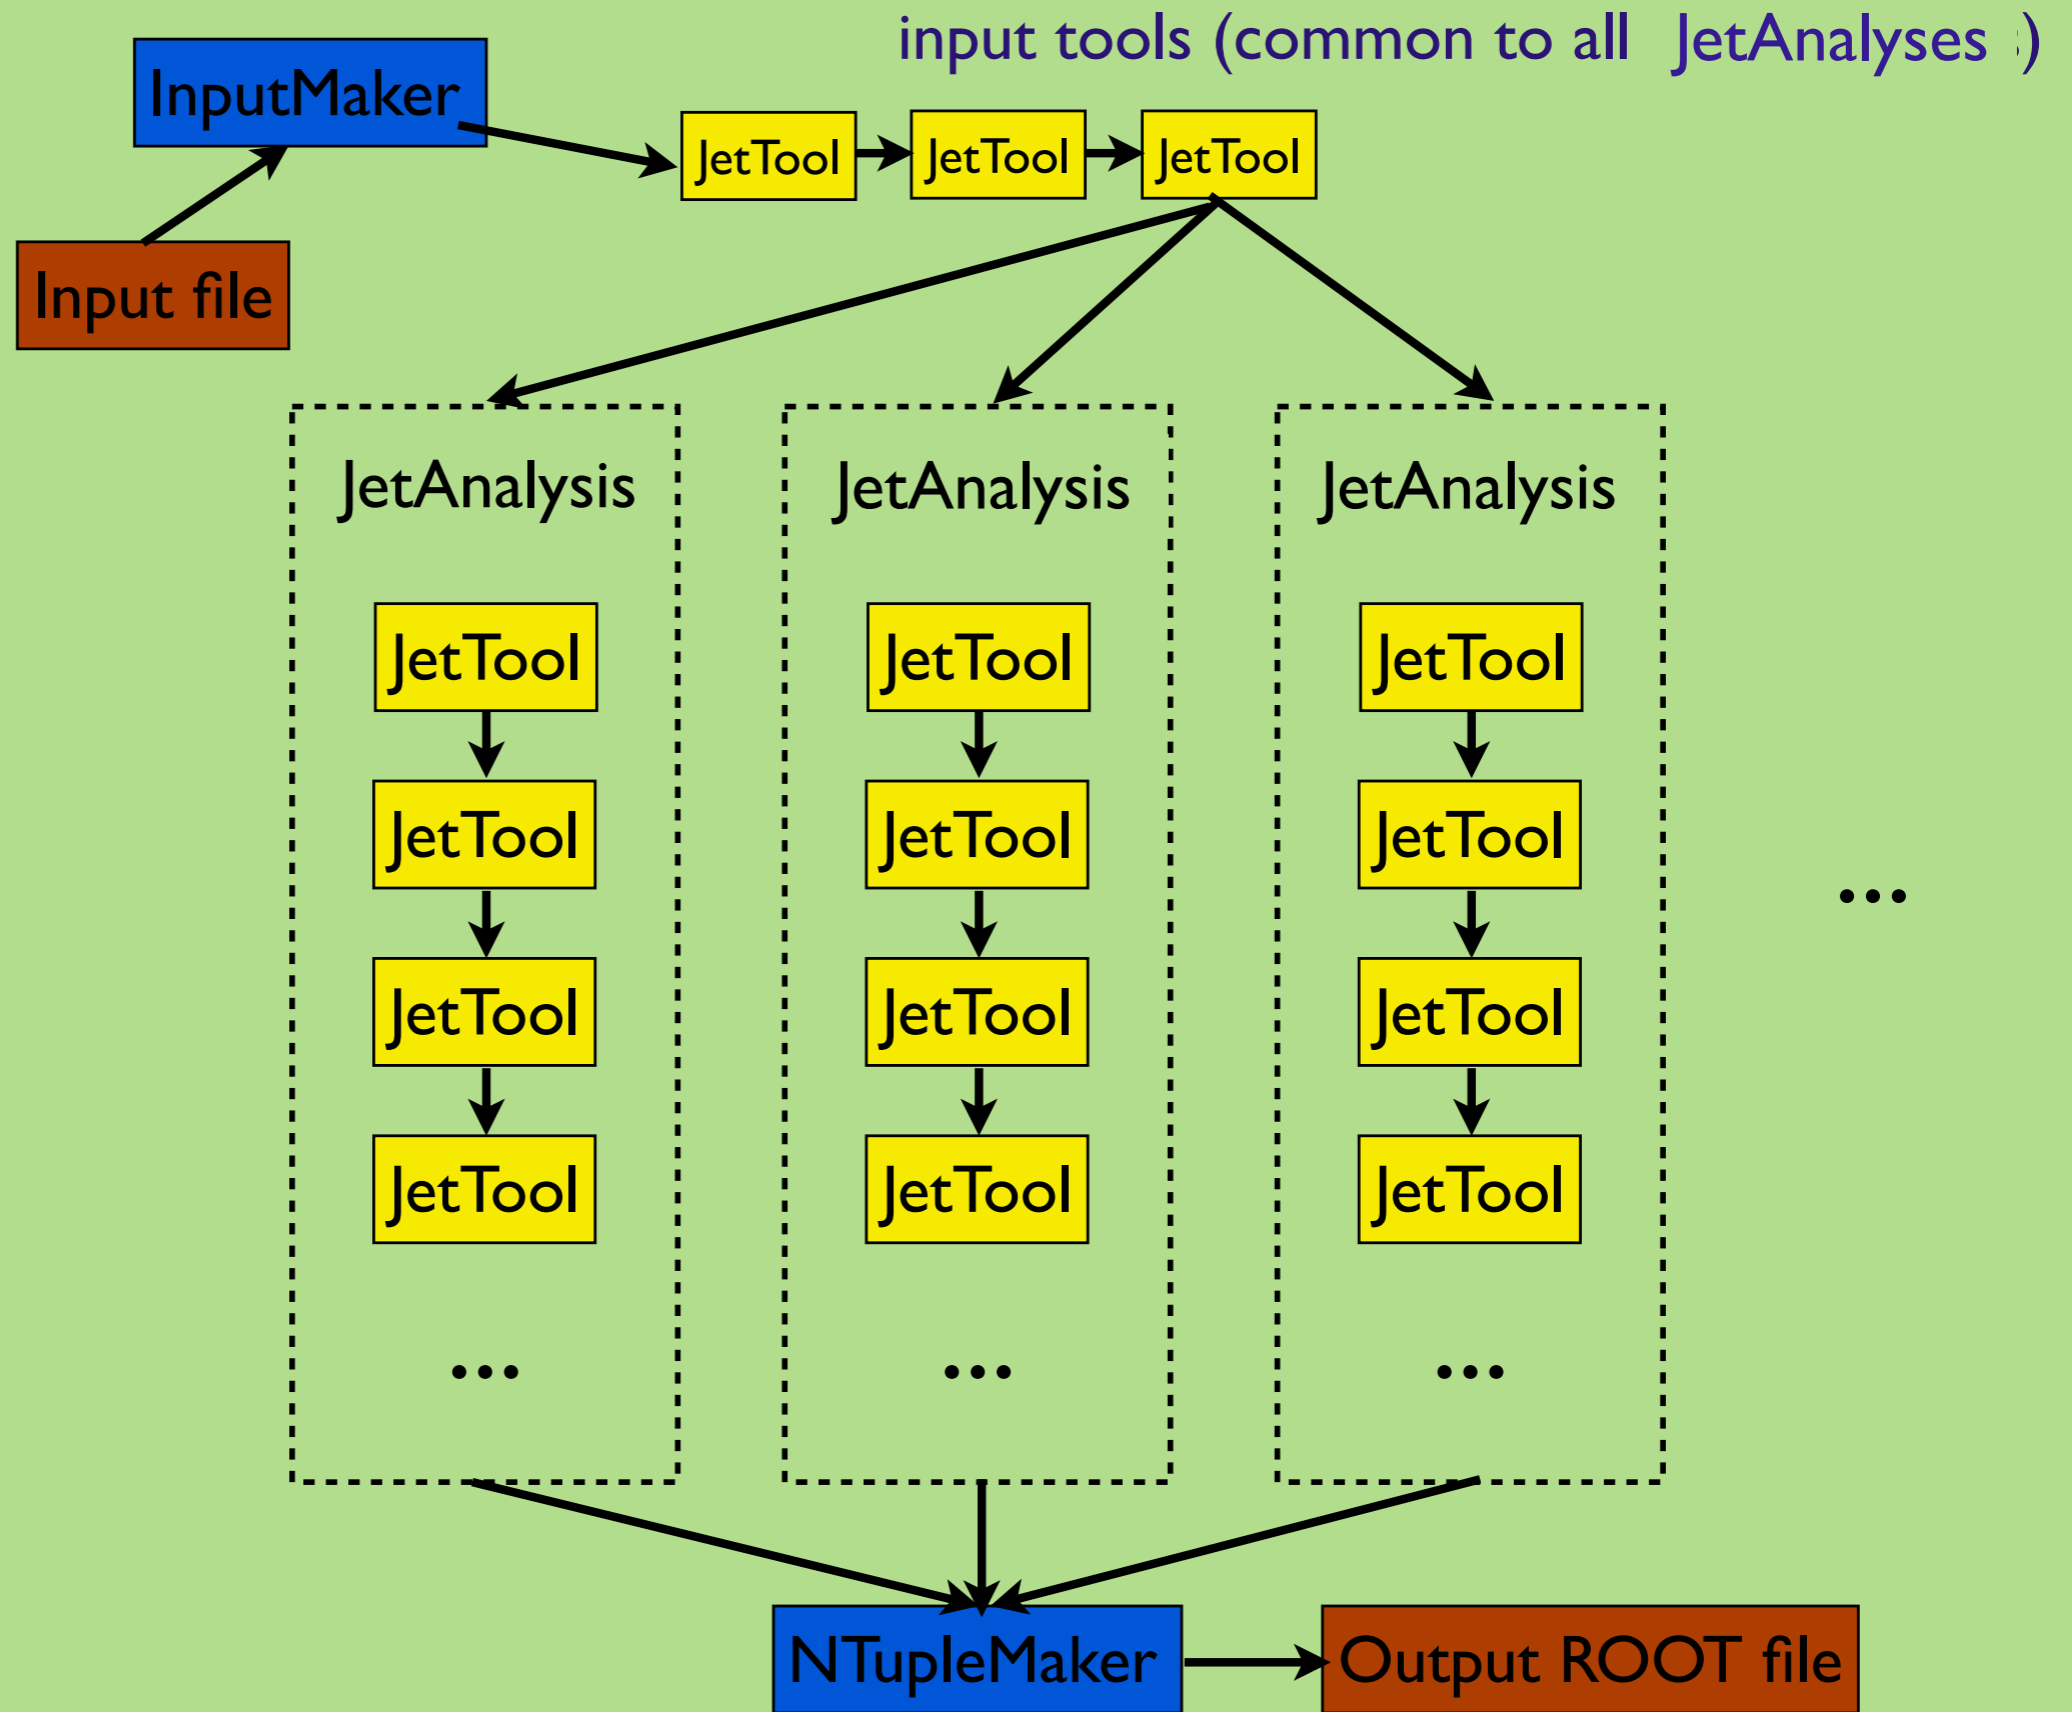 input tools (common to all JetAnalyses )
InputMaker
JetTool JetTool JetTool
Input file
JetAnalysis JetAnalysis JetAnalysis
JetTool JetTool JetTool
JetTool JetTool JetTool
...
JetTool JetTool JetTool
JetTool JetTool JetTool
... ... ...
NTupleMaker Output ROOT file